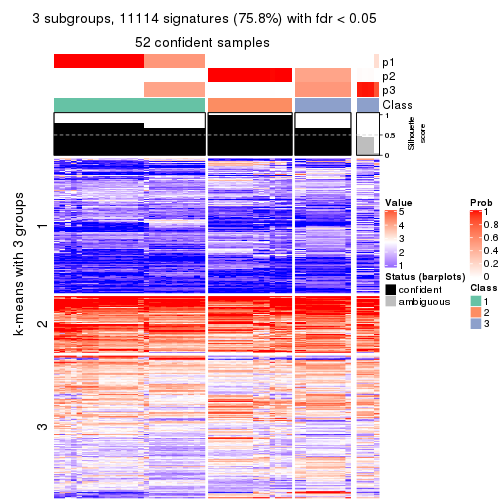 3 subgroups, 11114 signatures (75.8%) with fdr < 0.05
52 confident samples
p1
p2
p3
Class
1
0.5
0
Silhouette
score
k-means with 3 groups
1
2
3
Value
5
4
3
2
1
Status (barplots)
confident
ambiguous
Prob
1
0.8
0.6
0.4
0.2
0
Class
1
2
3